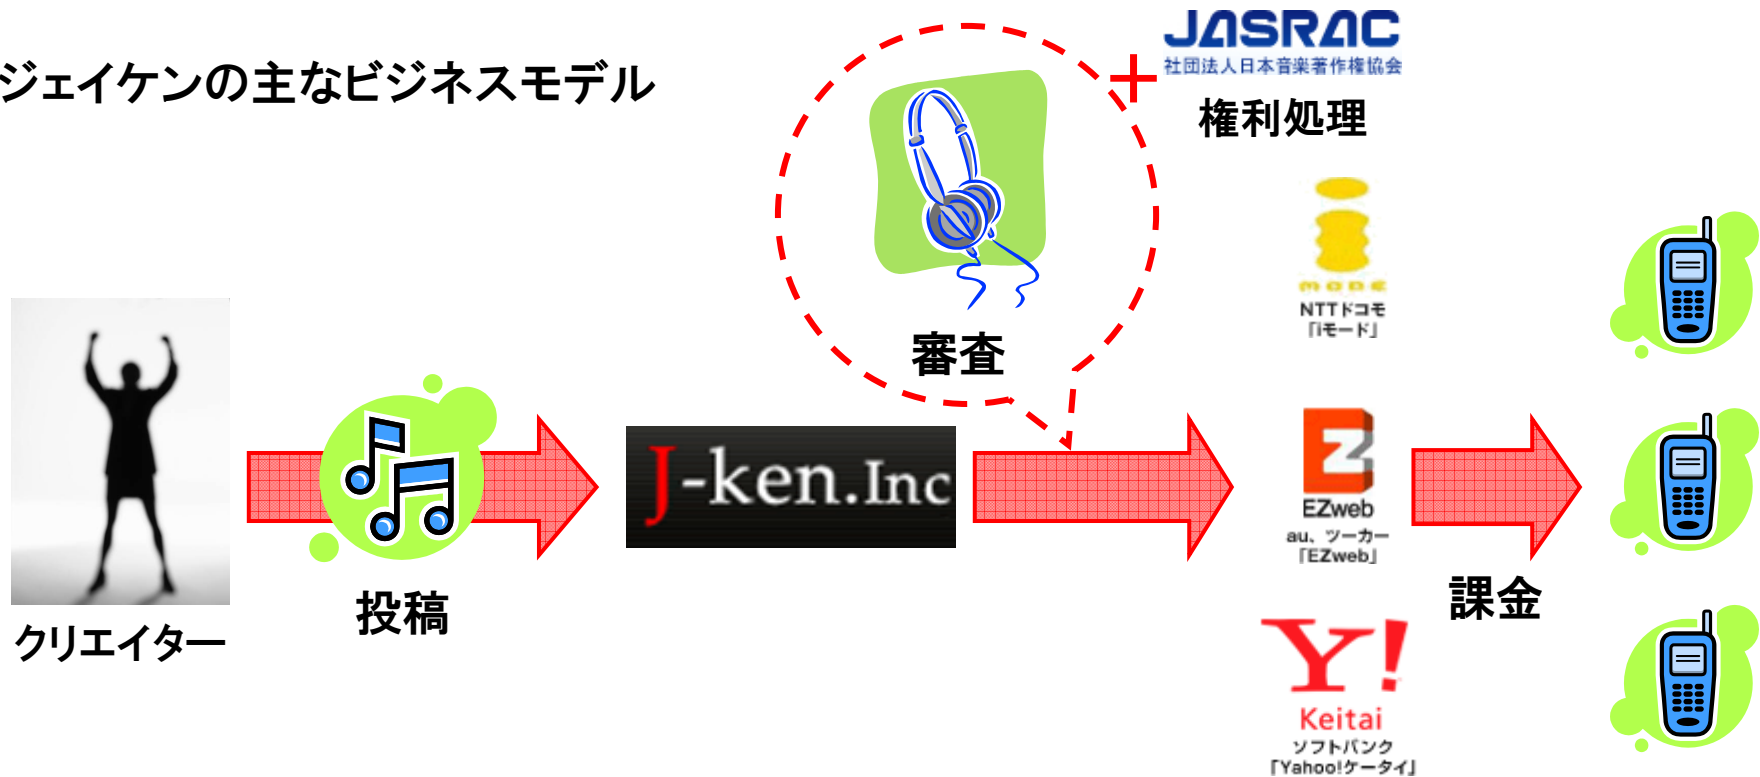 ジェイケンの主なビジネスモデル
JASRAC
社団法人日本音楽著作権協会
+
権利処理
審査
MODE
NTTドコモ
「iモード」
クリエイター
投稿
J-ken.Inc
EZweb
au、ツーカー
「EZweb」
課金
Y!
Keitai
ソフトバンク
「Yahoo!ケータイ」